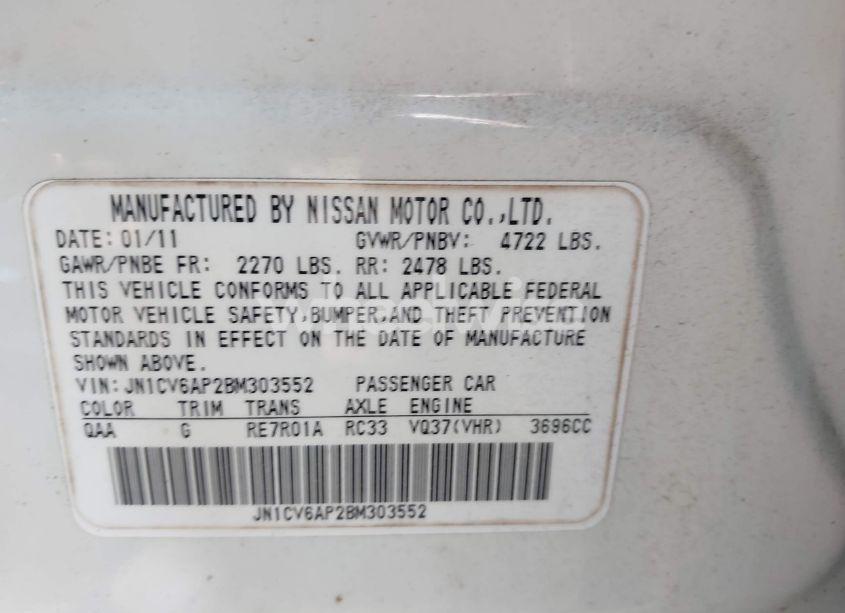 MANUFACTURED BY NISSAN MOTOR CO.,LTD.
DATE: 01/11 GVWR/PNBV: 4722 LBS.
GAWR/PNBE FR: 2270 LBS. RR: 2478 LBS.
THIS VEHICLE CONFORMS TO ALL APPLICABLE FEDERAL
MOTOR VEHICLE SAFETY,BUMPER,AND THEFT PREVENTION
STANDARDS IN EFFECT ON THE DATE OF MANUFACTURE
SHOWN ABOVE.
VIN:JN1CV6AP2BM303552 PASSENGER CAR
COLOR TRIM TRANS AXLE ENGINE
QAA G RE7R01A RC33 VQ37(VHR) 3696CC
JN1CV6AP2BM303552